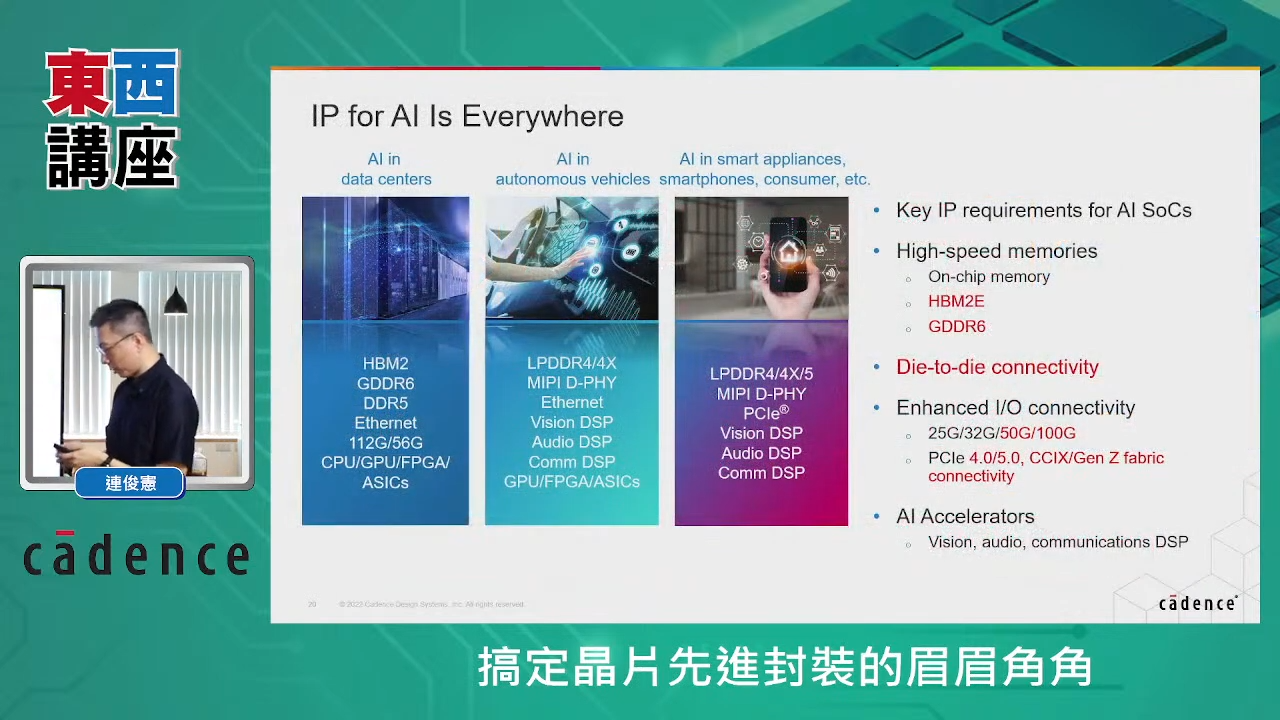 東西
講座
連俊憲
cādence
IP for AI Is Everywhere
AI in
data centers
HBM2
GDDR6
DDR5
Ethernet
112G/56G
CPU/GPU/FPGA/
ASICs
AI in
autonomous vehicles
LPDDR4/4X
MIPI D-PHY
Ethernet
Vision DSP
Audio DSP
Comm DSP
GPU/FPGA/ASICs
AI in smart appliances,
smartphones, consumer, etc.
LPDDR4/4X/5
MIPI D-PHY
PCIe®
Vision DSP
Audio DSP
Comm DSP
• Key IP requirements for AI SoCs
• High-speed memories
○ On-chip memory
○ HBM2E
○ GDDR6
• Die-to-die connectivity
• Enhanced I/O connectivity
○ 25G/32G/50G/100G
○ PCIe 4.0/5.0, CCIX/Gen Z fabric
connectivity
• AI Accelerators
○ Vision, audio, communications DSP
20 © 2022 Cadence Design Systems, Inc. All rights reserved.
cādence®
搞定晶片先進封裝的眉眉角角